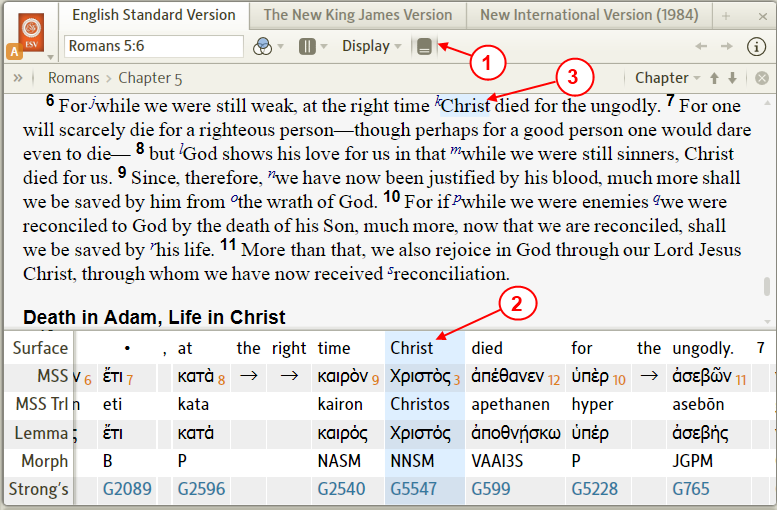 English Standard Version The New King James Version New International Version (1984) + ×
ESV A Romans 5:6 Display 1 i
» Romans › Chapter 5 Chapter
3
6 For jwhile we were still weak, at the right time kChrist died for the ungodly. 7 For one
will scarcely die for a righteous person—though perhaps for a good person one would dare
even to die— 8 but lGod shows his love for us in that mwhile we were still sinners, Christ
died for us. 9 Since, therefore, nwe have now been justified by his blood, much more shall
we be saved by him from othe wrath of God. 10 For if pwhile we were enemies qwe were
reconciled to God by the death of his Son, much more, now that we are reconciled, shall
we be saved by rhis life. 11 More than that, we also rejoice in God through our Lord Jesus
Christ, through whom we have now received sreconciliation.
Death in Adam, Life in Christ
2
Surface • , at the right time Christ died for the ungodly. 7
MSS ν 6 ἔτι 7 κατὰ 8 → → καιρὸν 9 Χριστὸς 3 ἀπέθανεν 12 ὑπὲρ 10 → ἀσεβῶν 11
MSS Trl n eti kata kairon Christos apethanen hyper asebōn
Lemma ς ἔτι κατά καιρός Χριστός ἀποθνῄσκω ὑπέρ ἀσεβής
Morph B P NASM NNSM VAAI3S P JGPM
Strong's G2089 G2596 G2540 G5547 G599 G5228 G765